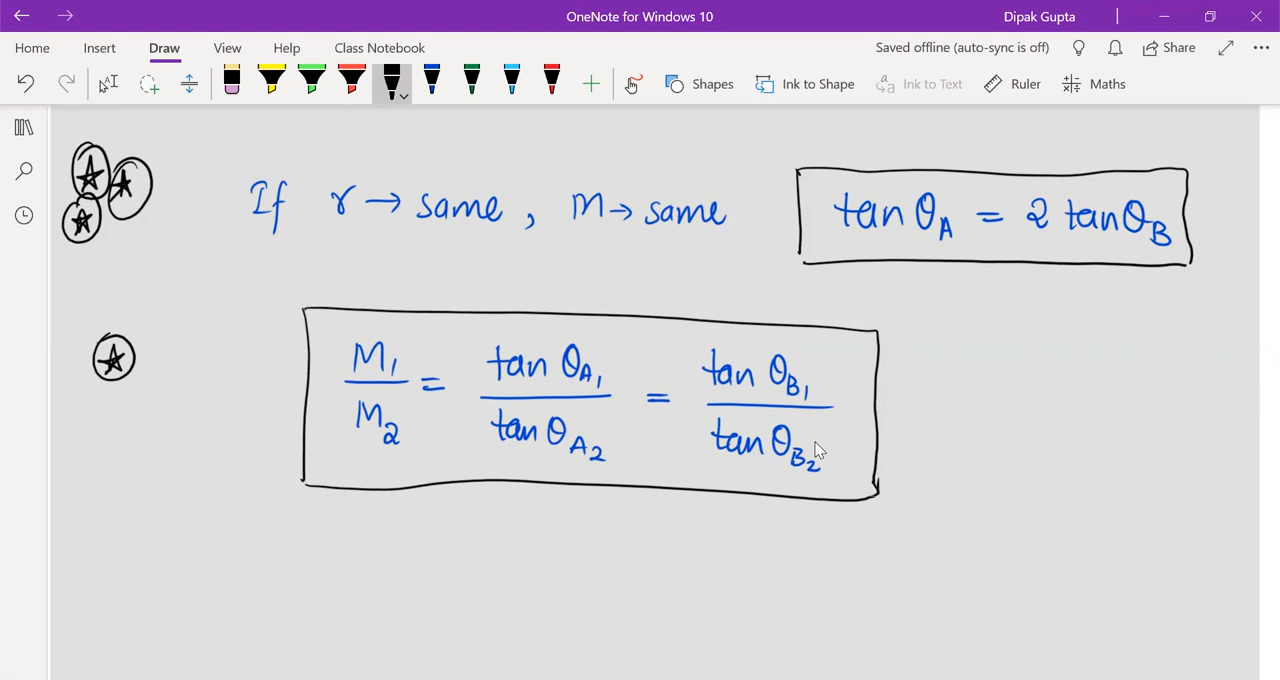 OneNote for Windows 10
Dipak Gupta
Home Insert Draw View Help Class Notebook
Saved offline (auto-sync is off) Share
Shapes Ink to Shape Ink to Text Ruler Maths
If r → same, m → same
tan θA = 2 tan θB
M1/M2 = tan θA1/tan θA2 = tan θB1/tan θB2